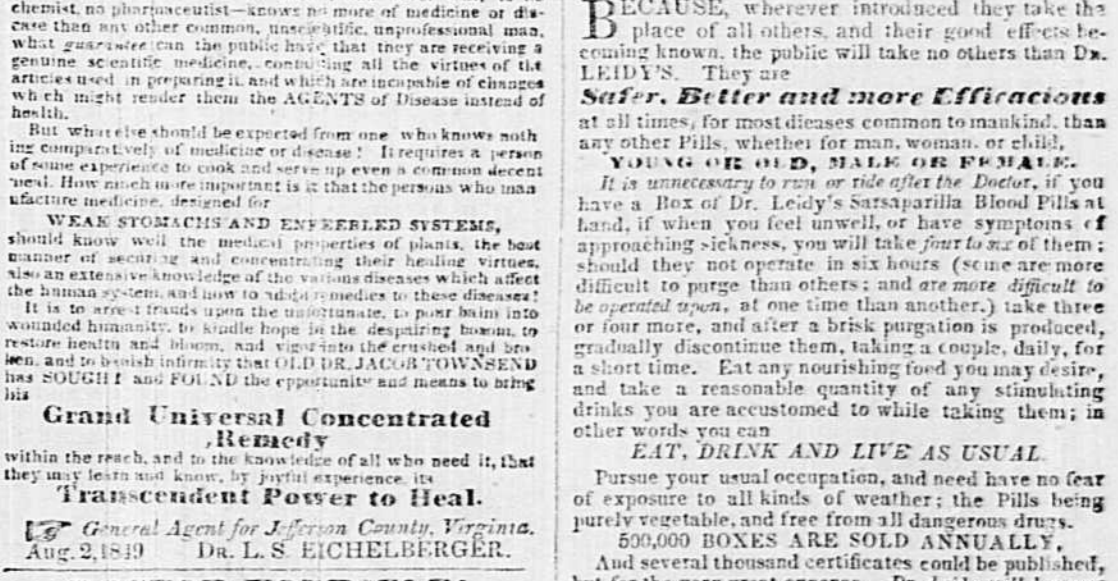 chemist, no pharmaceutist—knows no more of medicine or dis-
ease than any other common, unscientific, unprofessional man,
what guarantee can the public have that they are receiving a
genuine scientific medicine, containing all the virtues of the
articles used in preparing it, and which are incapable of changes
which might render them the AGENTS of Disease instead of
health.
But what else should be expected from one who knows noth
ing comparatively of medicine or disease! It requires a person
of some experience to cook and serve up even a common decent
meal. How much more important is it that the persons who man
ufacture medicine, designed for
WEAK STOMACHS AND ENFEEBLED SYSTEMS,
should know well the medical properties of plants, the best
manner of securing and concentrating their healing virtues,
also an extensive knowledge of the various diseases which affect
the human system, and how to adapt remedies to these diseases!
It is to arrest frauds upon the unfortunate, to pour balm into
wounded humanity, to kindle hope in the despairing bosom, to
restore health and bloom, and vigor into the crushed and bro
ken, and to banish infirmity that OLD DR. JACOB TOWNSEND
has SOUGHT and FOUND the opportunity and means to bring
his
Grand Universal Concentrated
Remedy
within the reach, and to the knowledge of all who need it, that
they may learn and know, by joyful experience, its
Transcendent Power to Heal.
☞ General Agent for Jefferson County, Virginia.
Aug. 2, 1849 DR. L. S. EICHELBERGER.
BECAUSE, wherever introduced they take the
place of all others, and their good effects be-
coming known, the public will take no others than DR.
LEIDY'S. They are
Safer, Better and more Efficacious
at all times, for most dieases common to mankind, than
any other Pills, whether for man, woman, or child,
YOUNG OR OLD, MALE OR FEMALE.
It is unnecessary to run or ride after the Doctor, if you
have a Box of Dr. Leidy's Sarsaparilla Blood Pills at
hand, if when you feel unwell, or have symptoms of
approaching sickness, you will take four to six of them;
should they not operate in six hours (some are more
difficult to purge than others; and are more difficult to
be operated upon, at one time than another.) take three
or four more, and after a brisk purgation is produced,
gradually discontinue them, taking a couple, daily, for
a short time. Eat any nourishing food you may desire,
and take a reasonable quantity of any stimulating
drinks you are accustomed to while taking them; in
other words you can
EAT, DRINK AND LIVE AS USUAL.
Pursue your usual occupation, and need have no fear
of exposure to all kinds of weather; the Pills being
purely vegetable, and free from all dangerous drugs.
500,000 BOXES ARE SOLD ANNUALLY,
And several thousand certificates could be published,